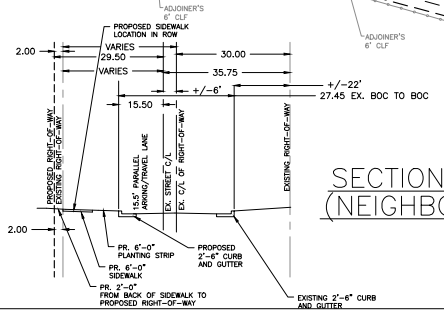 ADJOINER'S
6' CLF
ADJOINER'S
6' CLF
PROPOSED SIDEWALK
LOCATION IN ROW
2.00
VARIES
29.50
30.00
VARIES
35.75
+/-6'
+/-22'
27.45 EX. BOC TO BOC
15.50
PROPOSED RIGHT-OF-WAY
EXISTING RIGHT-OF-WAY
15.5' PARALLEL
ARKING/TRAVEL LANE
EX. STREET C/L
EX. C/L OF RIGHT-OF-WAY
EXISTING RIGHT-OF-WAY
SECTION
(NEIGHBO
2.00
PR. 6'-0"
PLANTING STRIP
PROPOSED
2'-6" CURB
AND GUTTER
PR. 6'-0"
SIDEWALK
PR. 2'-0"
FROM BACK OF SIDEWALK TO
PROPOSED RIGHT-OF-WAY
EXISTING 2'-6" CURB
AND GUTTER